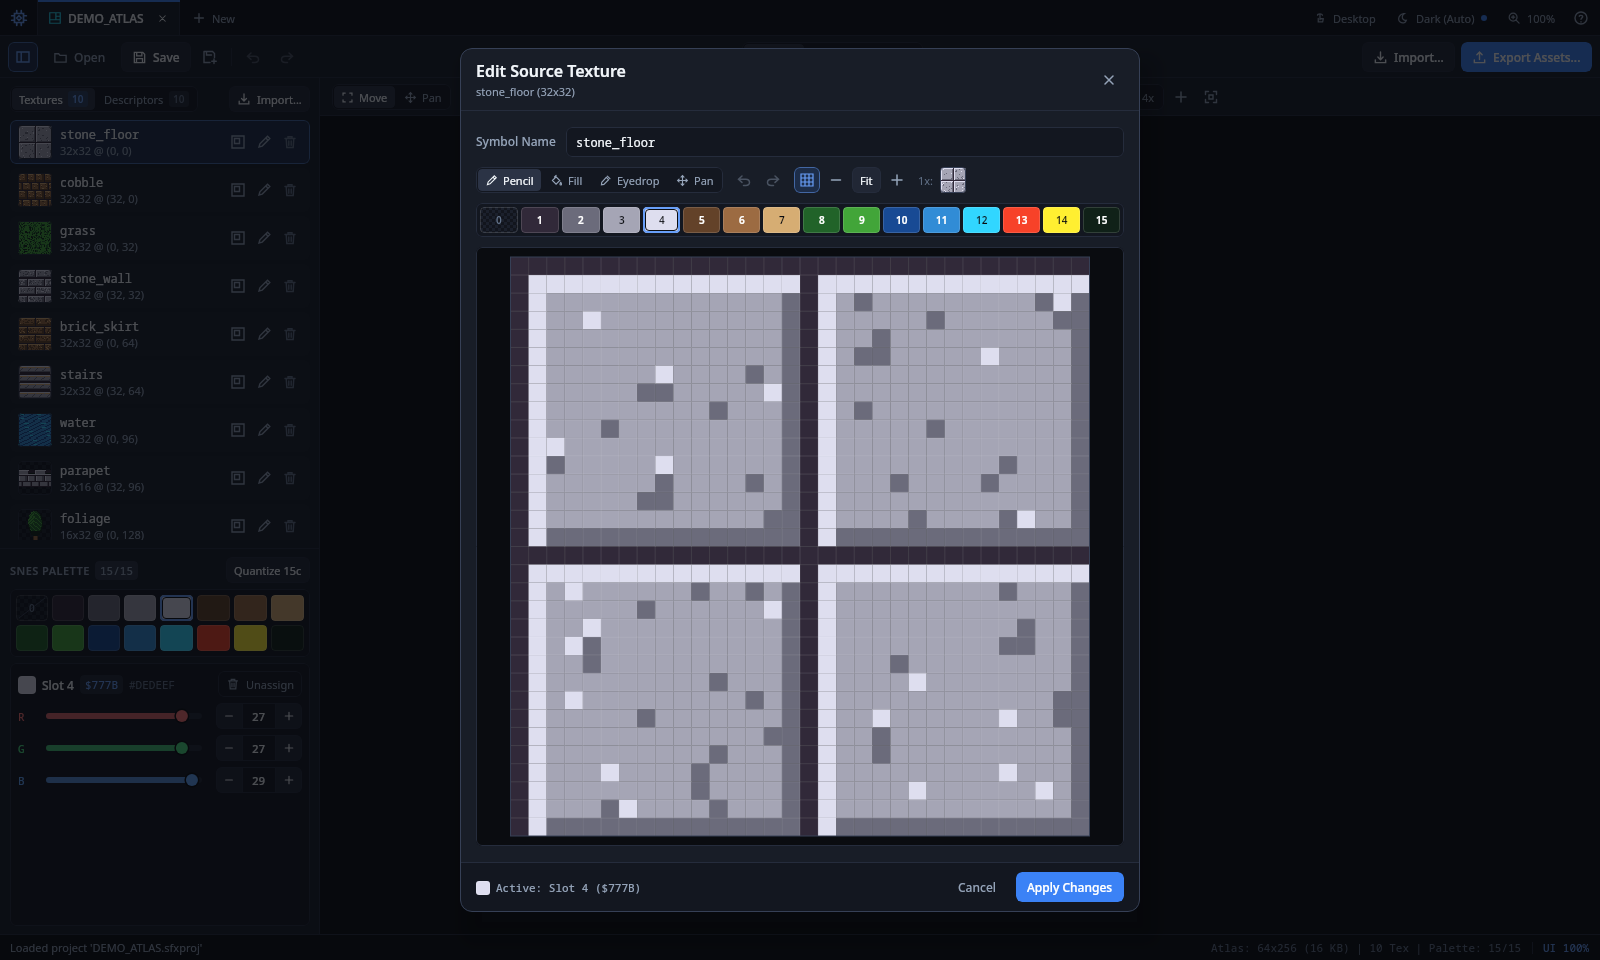 DEMO_ATLAS
New
Desktop
Dark (Auto)
100%
Open
Save
Import...
Export Assets...
Textures 10
Descriptors 10
Import...
Move
Pan
4x
stone_floor
32x32 @ (0, 0)
cobble
32x32 @ (32, 0)
grass
32x32 @ (0, 32)
stone_wall
32x32 @ (32, 32)
brick_skirt
32x32 @ (0, 64)
stairs
32x32 @ (32, 64)
water
32x32 @ (0, 96)
parapet
32x16 @ (32, 96)
foliage
16x32 @ (0, 128)
SNES PALETTE 15/15
Quantize 15c
0
Slot 4 $777B #DEDEEF
Unassign
R 27
G 27
B 29
Edit Source Texture
stone_floor (32x32)
Symbol Name stone_floor
Pencil Fill Eyedrop Pan Fit 1x:
0 1 2 3 4 5 6 7 8 9 10 11 12 13 14 15
Active: Slot 4 ($777B)
Cancel
Apply Changes
Loaded project 'DEMO_ATLAS.sfxproj'
Atlas: 64x256 (16 KB) | 10 Tex | Palette: 15/15
UI 100%